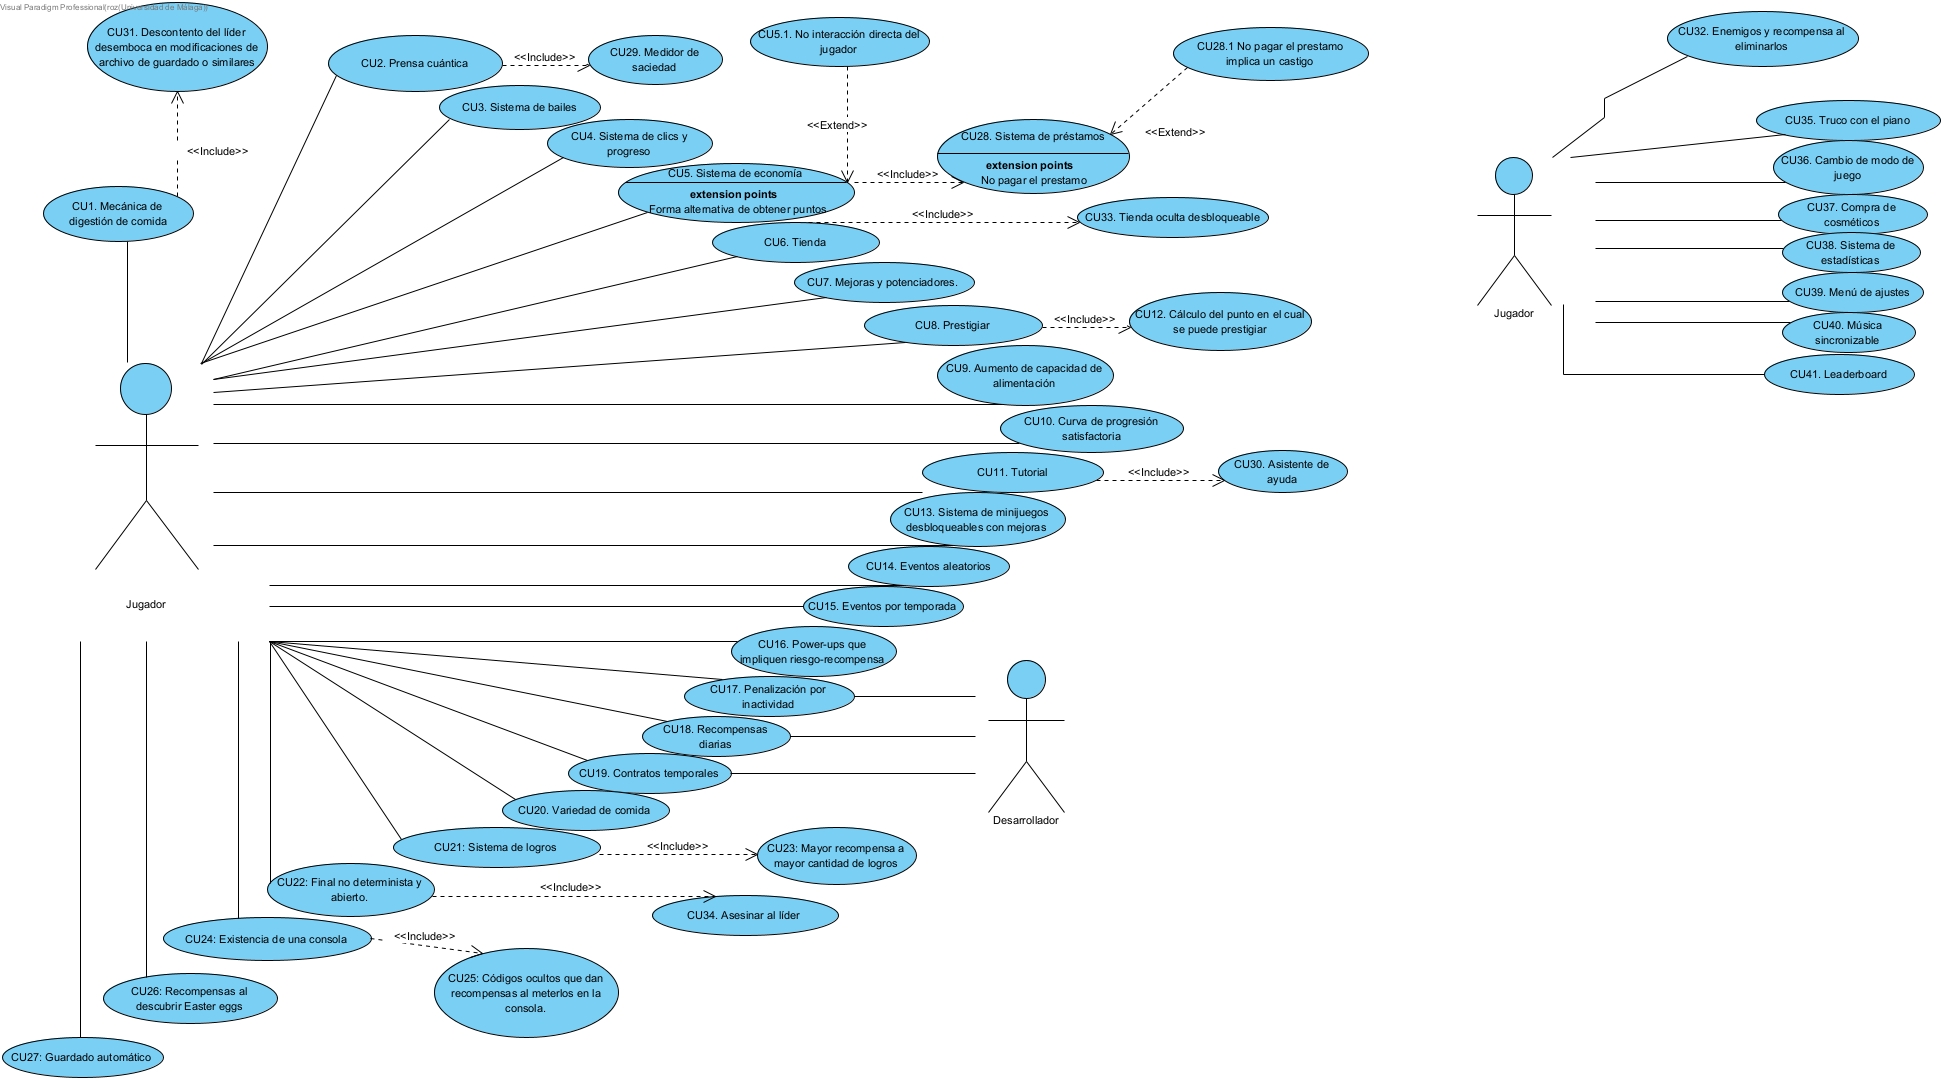 Visual Paradigm Professional(roz(Universidad de Malaga))
CU31. Descontento del líder
desemboca en modificaciones de
archivo de guardado o similares
CU2. Prensa cuántica
<<Include>>
CU29. Medidor de
saciedad
CU5.1. No interacción directa del
jugador
CU28.1 No pagar el prestamo
implica un castigo
CU32. Enemigos y recompensa al
eliminarlos
CU3. Sistema de bailes
CU4. Sistema de clics y
progreso
<<Include>>
<<Extend>>
CU28. Sistema de préstamos
extension points
No pagar el prestamo
<<Extend>>
CU35. Truco con el piano
CU36. Cambio de modo de
juego
CU5. Sistema de economía
extension points
Forma alternativa de obtener puntos
<<Include>>
CU1. Mecánica de
digestión de comida
<<Include>>
CU33. Tienda oculta desbloqueable
CU37. Compra de
cosméticos
CU6. Tienda
CU38. Sistema de
estadísticas
CU7. Mejoras y potenciadores.
CU39. Menú de ajustes
Jugador
CU8. Prestigiar
<<Include>>
CU12. Cálculo del punto en el cual
se puede prestigiar
CU40. Música
sincronizable
CU9. Aumento de capacidad de
alimentación
CU41. Leaderboard
CU10. Curva de progresión
satisfactoria
CU11. Tutorial
<<Include>>
CU30. Asistente de
ayuda
CU13. Sistema de minijuegos
desbloqueables con mejoras
CU14. Eventos aleatorios
Jugador
CU15. Eventos por temporada
CU16. Power-ups que
impliquen riesgo-recompensa
CU17. Penalización por
inactividad
CU18. Recompensas
diarias
CU19. Contratos temporales
CU20. Variedad de comida
Desarrollador
CU21: Sistema de logros
<<Include>>
CU23: Mayor recompensa a
mayor cantidad de logros
CU22: Final no determinista y
abierto.
<<Include>>
CU34. Asesinar al líder
CU24: Existencia de una consola
<<Include>>
CU25: Códigos ocultos que dan
recompensas al meterlos en la
consola.
CU26: Recompensas al
descubrir Easter eggs
CU27: Guardado automático